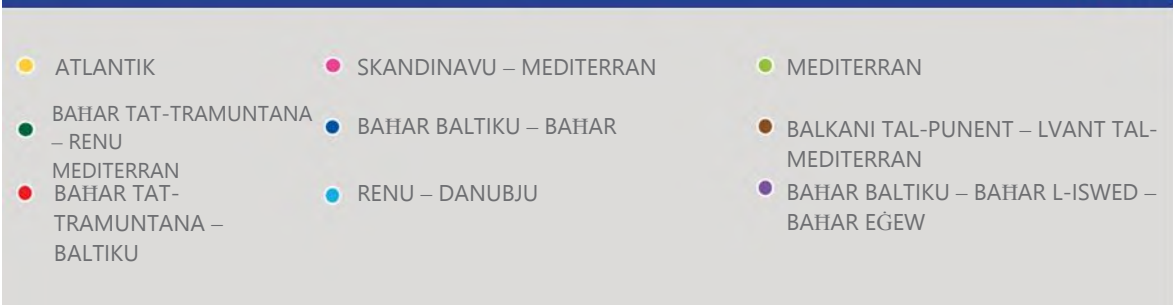 ATLANTIK
SKANDINAVU – MEDITERRAN
MEDITERRAN
BAĦAR TAT-TRAMUNTANA
– RENU
MEDITERRAN
BAĦAR BALTIKU – BAĦAR
BALKANI TAL-PUNENT – LVANT TAL-
MEDITERRAN
BAĦAR TAT-
TRAMUNTANA –
BALTIKU
RENU – DANUBJU
BAĦAR BALTIKU – BAĦAR L-ISWED –
BAĦAR EĠEW